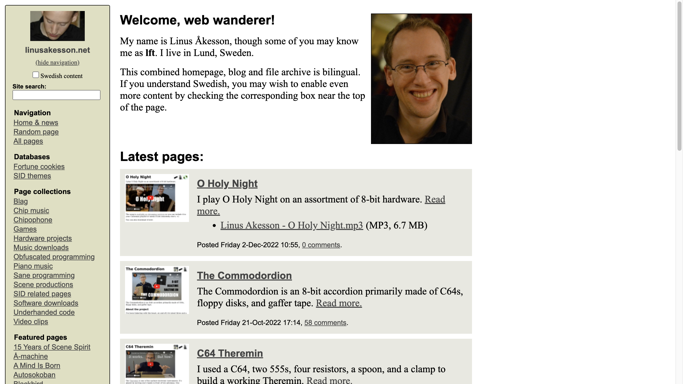 linusakesson.net
(hide navigation)
Swedish content
Site search:
Navigation
Home & news
Random page
All pages
Databases
Fortune cookies
SID themes
Page collections
Blag
Chip music
Chipophone
Games
Hardware projects
Music downloads
Obfuscated programming
Piano music
Sane programming
Scene productions
SID related pages
Software downloads
Underhanded code
Video clips
Featured pages
15 Years of Scene Spirit
Å-machine
A Mind Is Born
Autosokoban
Welcome, web wanderer!
My name is Linus Åkesson, though some of you may know
me as lft. I live in Lund, Sweden.
This combined homepage, blog and file archive is bilingual.
If you understand Swedish, you may wish to enable even
more content by checking the corresponding box near the top
of the page.
Latest pages:
O Holy Night
O Holy Night
I play O Holy Night on an assortment of 8-bit hardware. Read
more.
• Linus Akesson - O Holy Night.mp3 (MP3, 6.7 MB)
Posted Friday 2-Dec-2022 10:55, 0 comments.
The Commodordion
The Commodordion
The Commodordion is an 8-bit accordion primarily made of C64s,
floppy disks, and gaffer tape. Read more.
Posted Friday 21-Oct-2022 17:14, 58 comments.
C64 Theremin
C64 Theremin
I used a C64, two 555s, four resistors, a spoon, and a clamp to
build a working Theremin. Read more.